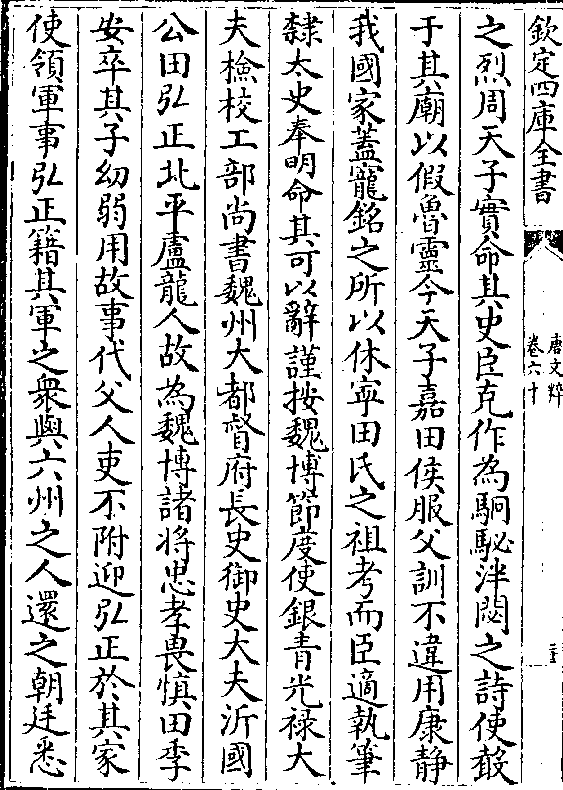 欽定四庫全書
唐文粹
卷六十
之烈周天子實命其史臣克作為駉駜泮閟之詩使聲
于其廟以假魯靈今天子嘉田侯服父訓不違用康靜
我國家蓋寵銘之所以休寧田氏之祖考而臣適執筆
隸太史奉明命其可以辭謹按魏博節度使銀青光祿大
夫檢校工部尚書魏州大都督府長史御史大夫沂國
公田弘正北平盧龍人故為魏博諸將忠孝畏慎田季
安卒其子幼弱用故事代父人吏不附迎弘正於其家
使領軍事弘正籍其軍之衆與六州之人還之朝廷悉